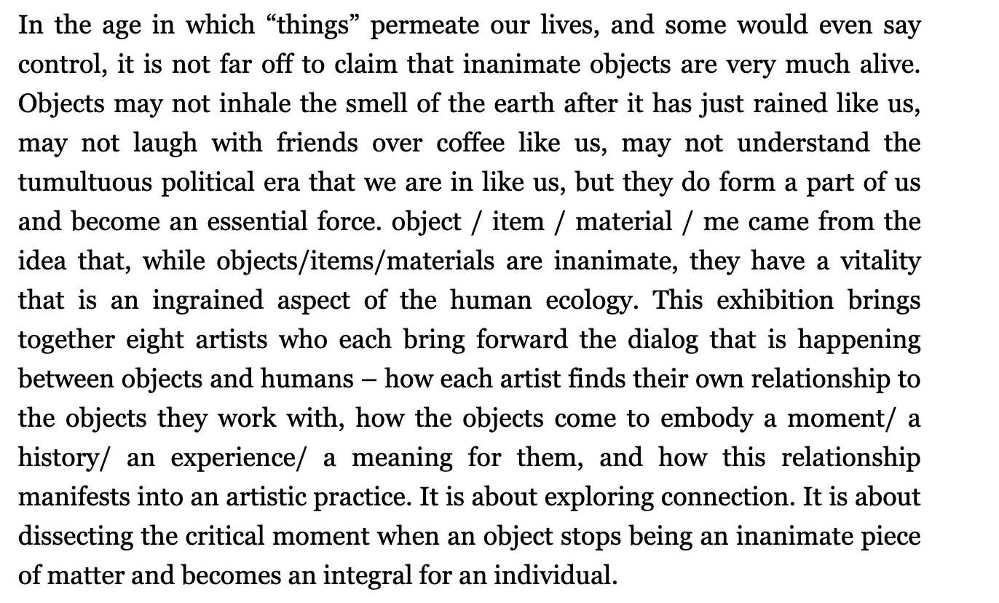 In the age in which “things” permeate our lives, and some would even say
control, it is not far off to claim that inanimate objects are very much alive.
Objects may not inhale the smell of the earth after it has just rained like us,
may not laugh with friends over coffee like us, may not understand the
tumultuous political era that we are in like us, but they do form a part of us
and become an essential force. object / item / material / me came from the
idea that, while objects/items/materials are inanimate, they have a vitality
that is an ingrained aspect of the human ecology. This exhibition brings
together eight artists who each bring forward the dialog that is happening
between objects and humans – how each artist finds their own relationship to
the objects they work with, how the objects come to embody a moment/ a
history/ an experience/ a meaning for them, and how this relationship
manifests into an artistic practice. It is about exploring connection. It is about
dissecting the critical moment when an object stops being an inanimate piece
of matter and becomes an integral for an individual.